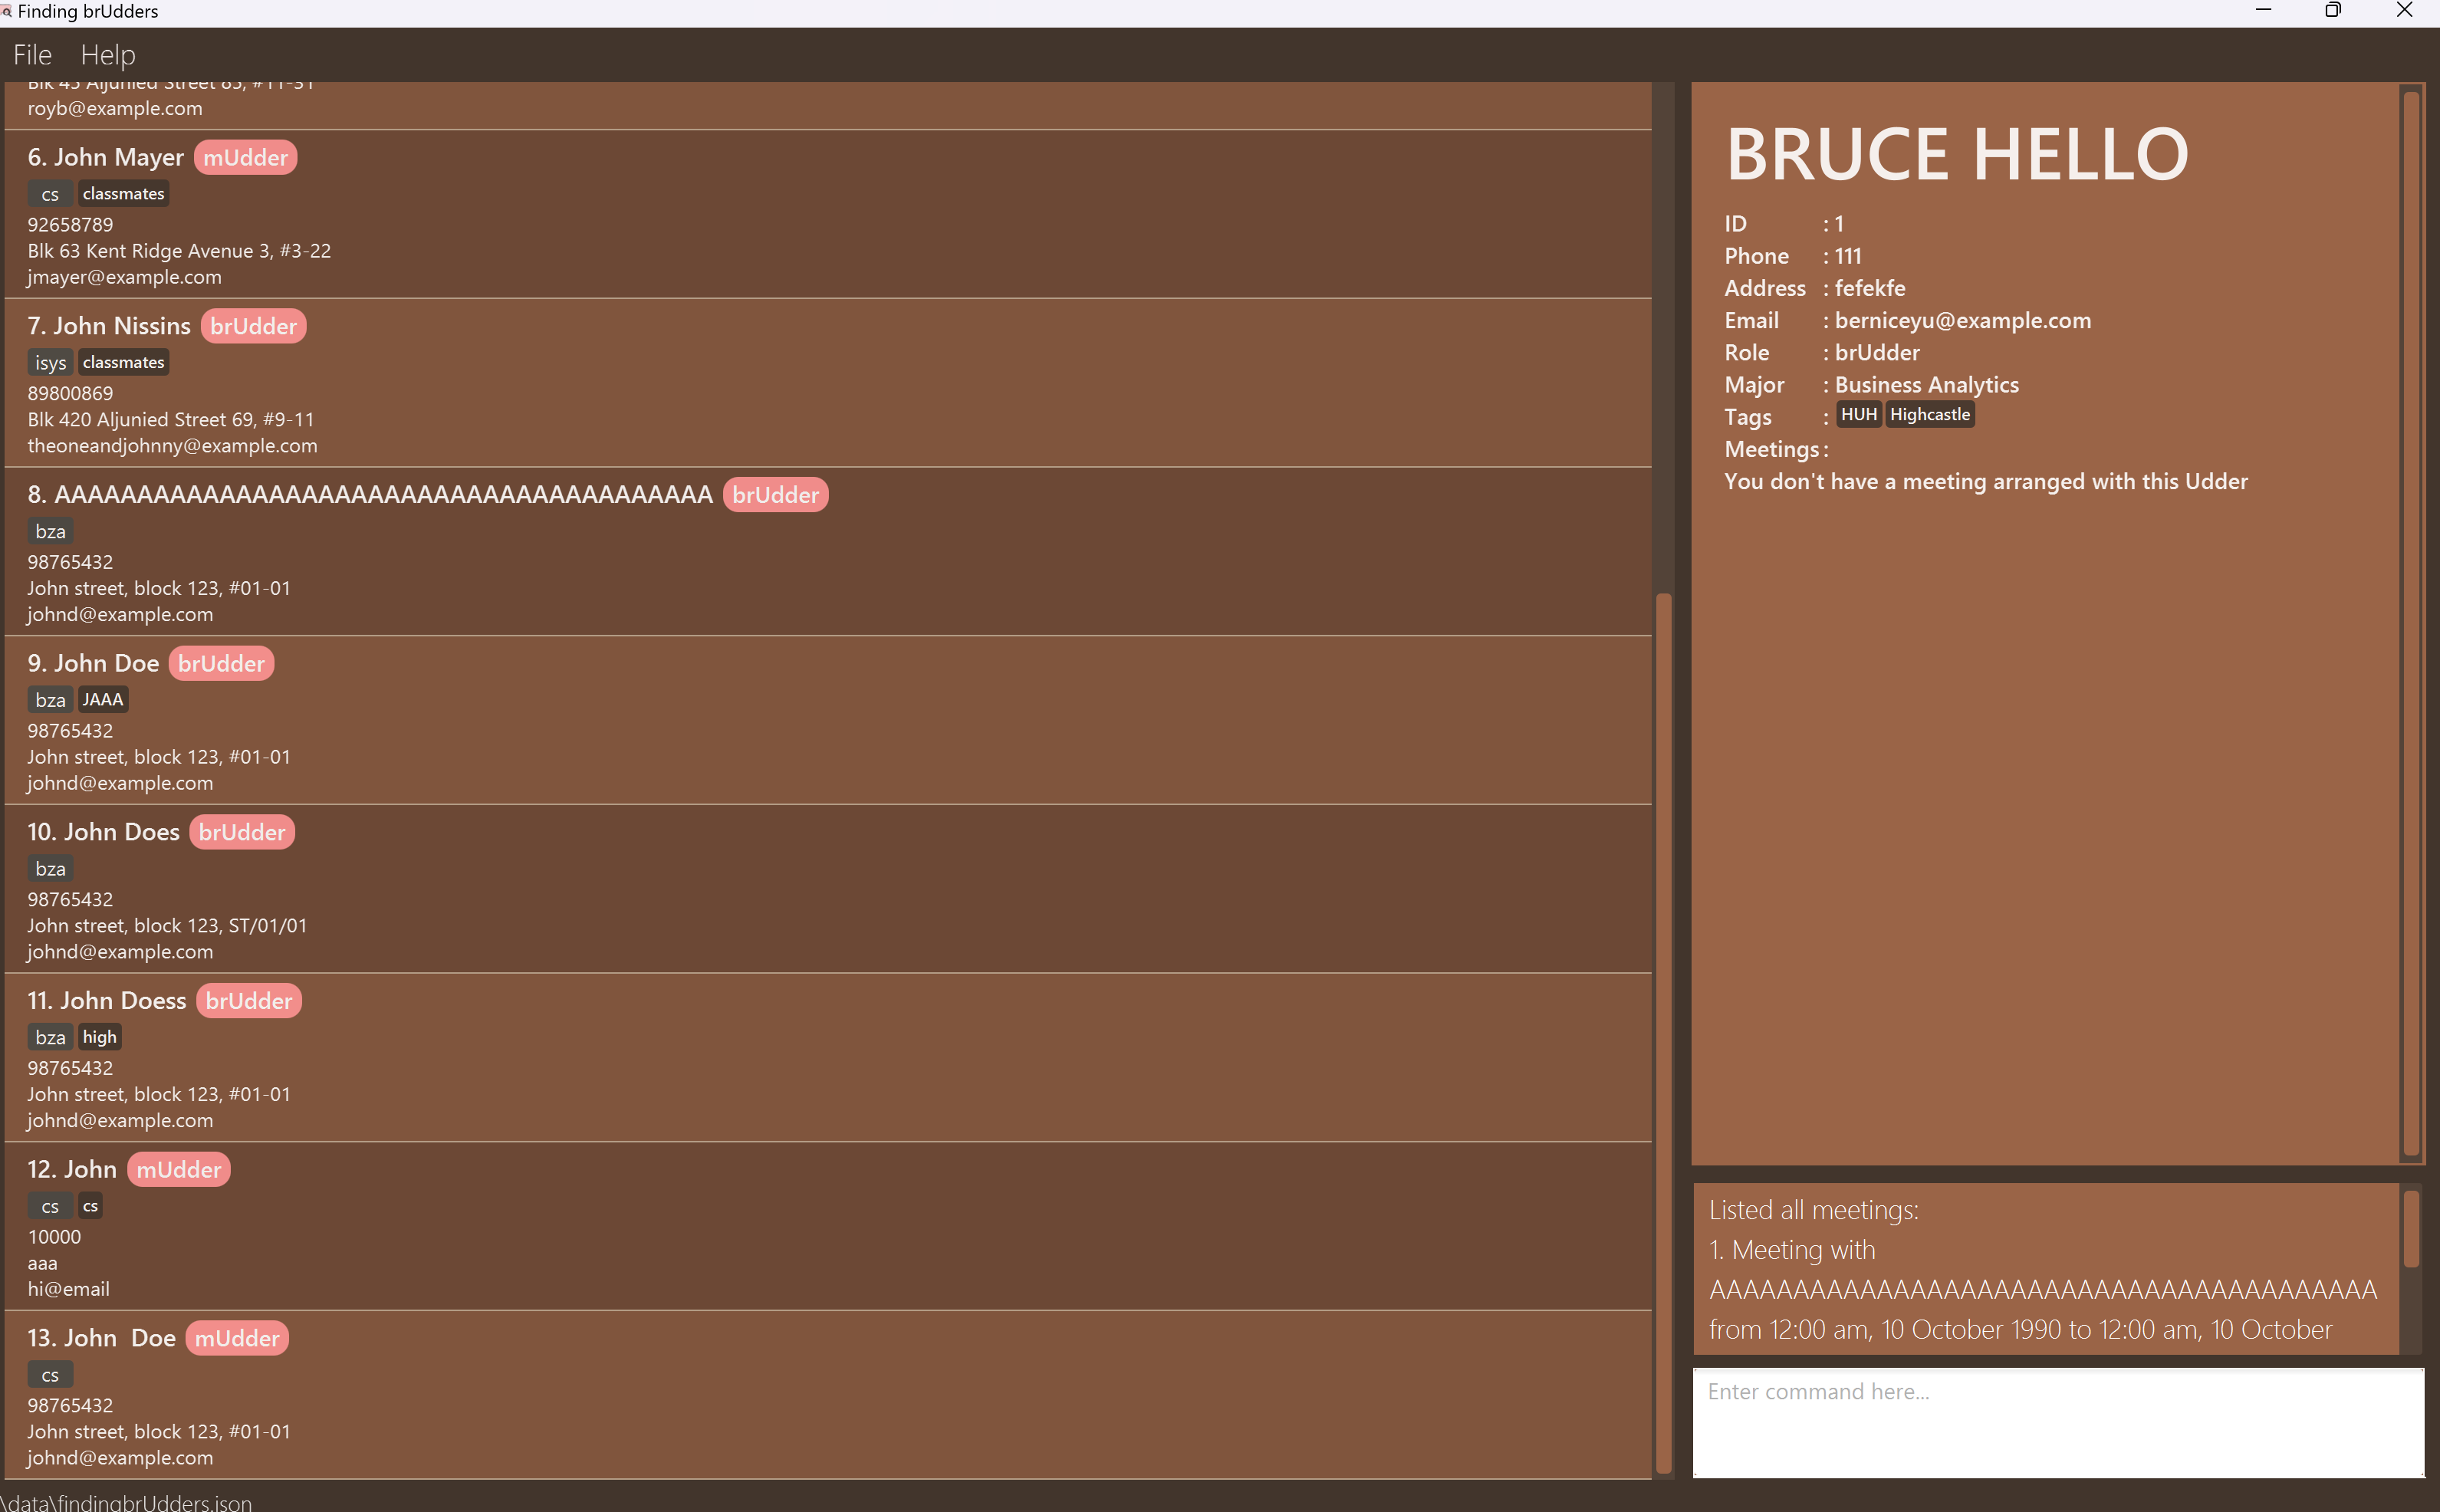 Finding brUdders
File Help
Blk 45 Aljunied Street 85, #11-31
royb@example.com
6. John Mayer mUdder
cs classmates
92658789
Blk 63 Kent Ridge Avenue 3, #3-22
jmayer@example.com
7. John Nissins brUdder
isys classmates
89800869
Blk 420 Aljunied Street 69, #9-11
theoneandjohnny@example.com
8. AAAAAAAAAAAAAAAAAAAAAAAAAAAAAAAAAAAAAAAA brUdder
bza
98765432
John street, block 123, #01-01
johnd@example.com
9. John Doe brUdder
bza JAAA
98765432
John street, block 123, #01-01
johnd@example.com
10. John Does brUdder
bza
98765432
John street, block 123, ST/01/01
johnd@example.com
11. John Doess brUdder
bza high
98765432
John street, block 123, #01-01
johnd@example.com
12. John mUdder
cs cs
10000
aaa
hi@email
13. John  Doe mUdder
cs
98765432
John street, block 123, #01-01
johnd@example.com
\data\findingbrUdders.json
BRUCE HELLO
ID : 1
Phone : 111
Address : fefekfe
Email : berniceyu@example.com
Role : brUdder
Major : Business Analytics
Tags : HUH Highcastle
Meetings :
You don't have a meeting arranged with this Udder
Listed all meetings:
1. Meeting with
AAAAAAAAAAAAAAAAAAAAAAAAAAAAAAAAAAAAAAAA
from 12:00 am, 10 October 1990 to 12:00 am, 10 October
Enter command here...